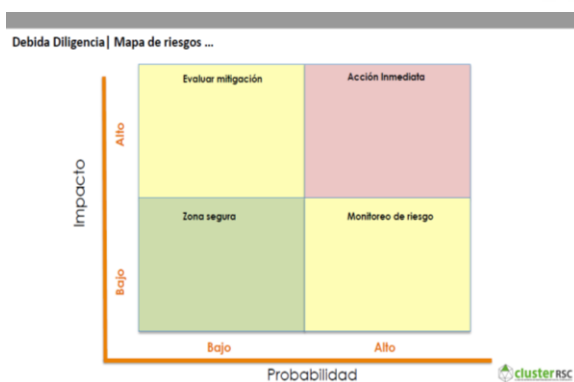 Debida Diligencia| Mapa de riesgos ...
Evaluar mitigación
Acción Inmediata
Alto
Impacto
Zona segura
Monitoreo de riesgo
Bajo
Bajo
Alto
Probabilidad
clusterRSC